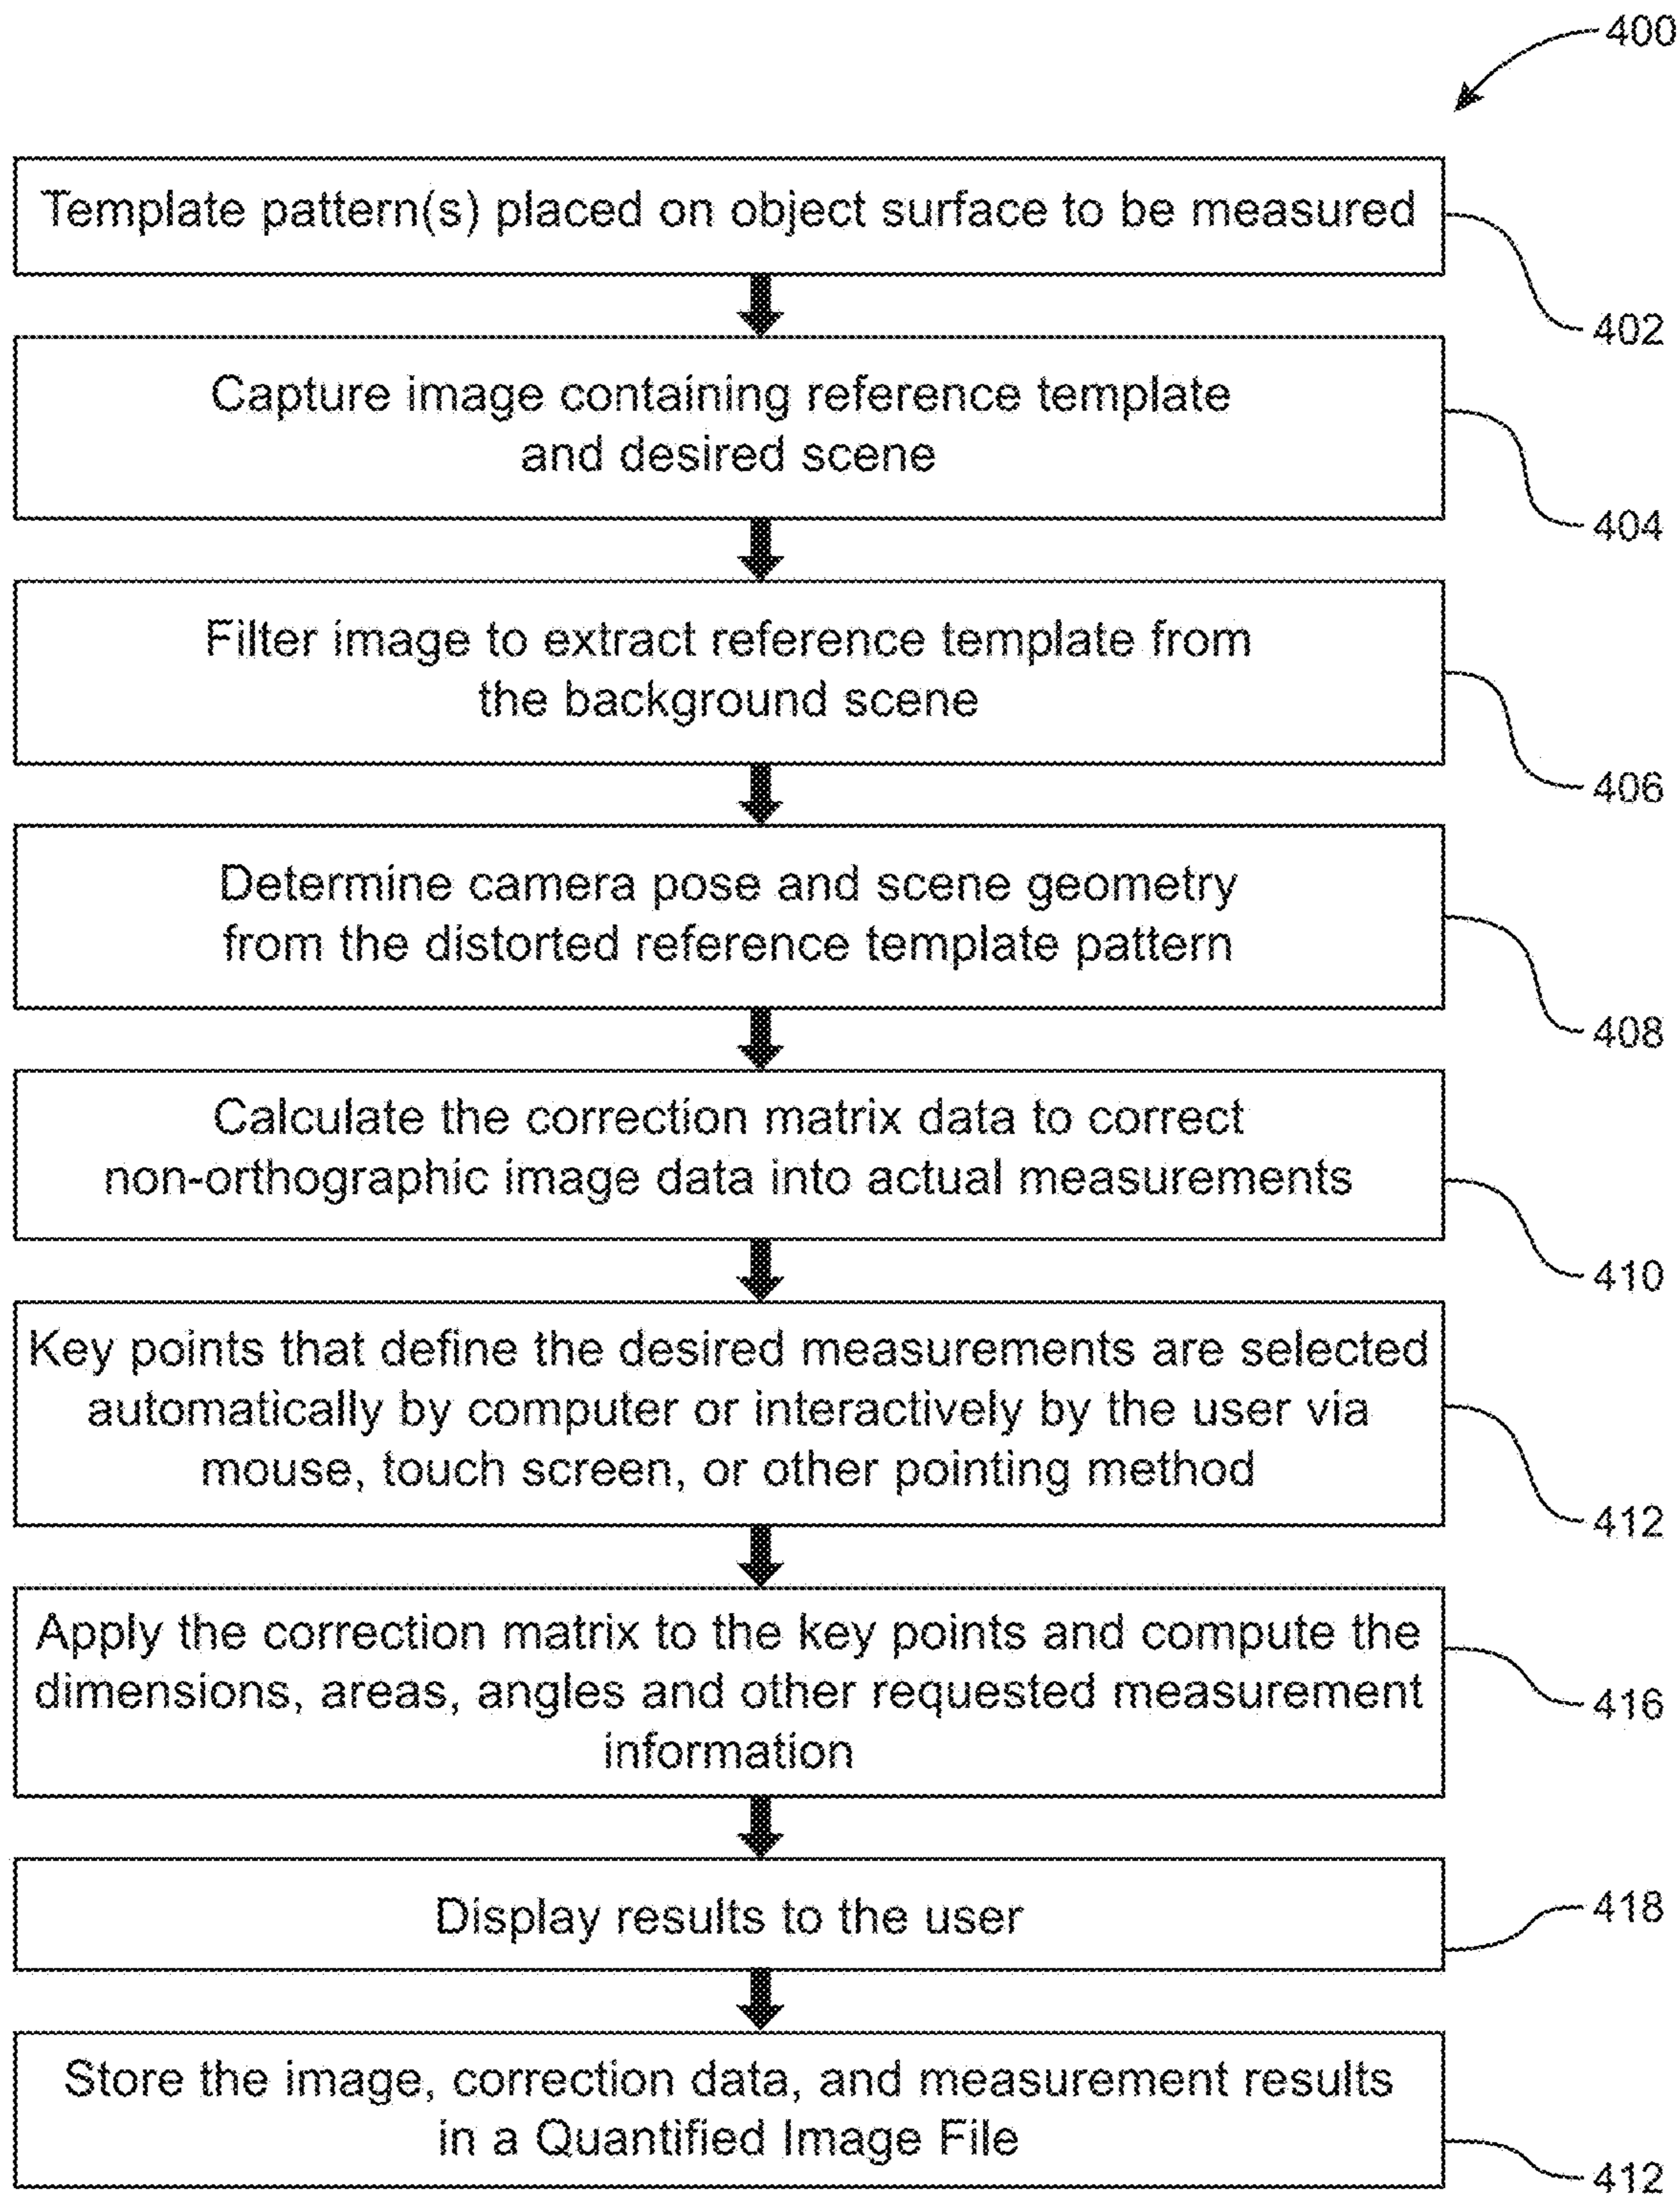 400
Template pattern(s) placed on object surface to be measured
402
Capture image containing reference template
and desired scene
404
Filter image to extract reference template from
the background scene
406
Determine camera pose and scene geometry
from the distorted reference template pattern
408
Calculate the correction matrix data to correct
non-orthographic image data into actual measurements
410
Key points that define the desired measurements are selected
automatically by computer or interactively by the user via
mouse, touch screen, or other pointing method
412
Apply the correction matrix to the key points and compute the
dimensions, areas, angles and other requested measurement
information
416
Display results to the user
418
Store the image, correction data, and measurement results
in a Quantified Image File
412